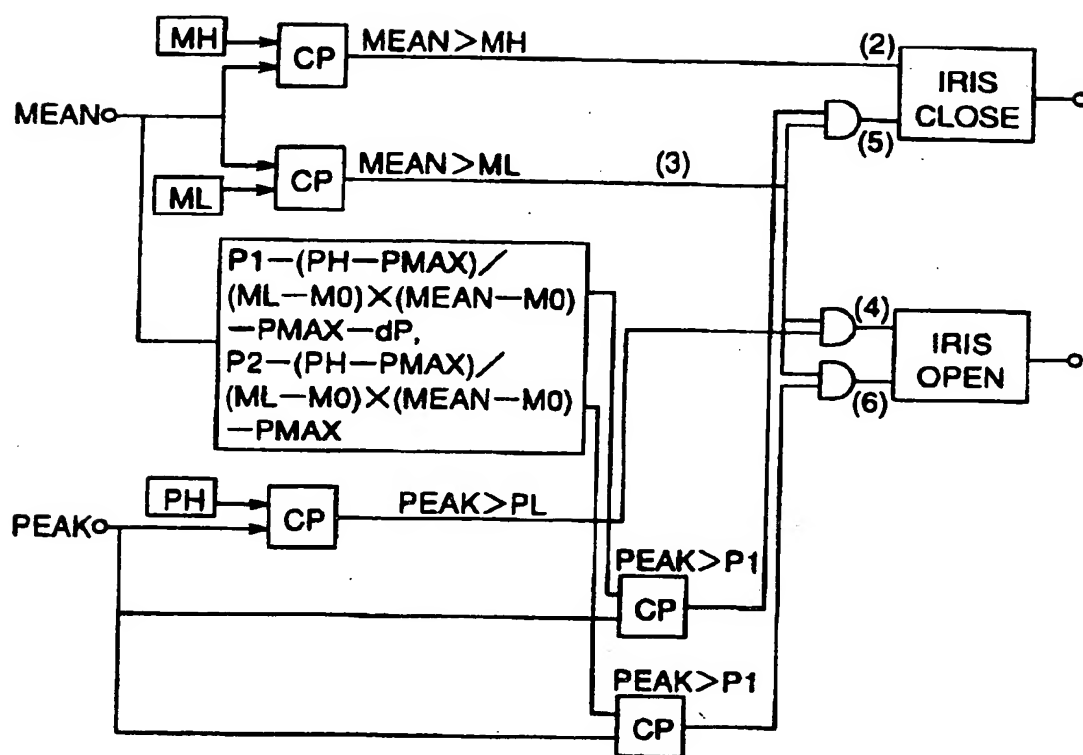 MH
CP
MEAN>MH
(2)
IRIS
CLOSE
MEAN
(5)
CP
MEAN>ML
(3)
ML
P1-(PH-PMAX)/
(ML-M0)×(MEAN-M0)
-PMAX-dP,
P2-(PH-PMAX)/
(ML-M0)×(MEAN-M0)
-PMAX
(4)
IRIS
OPEN
(6)
PH
CP
PEAK>PL
PEAK
PEAK>P1
CP
PEAK>P1
CP